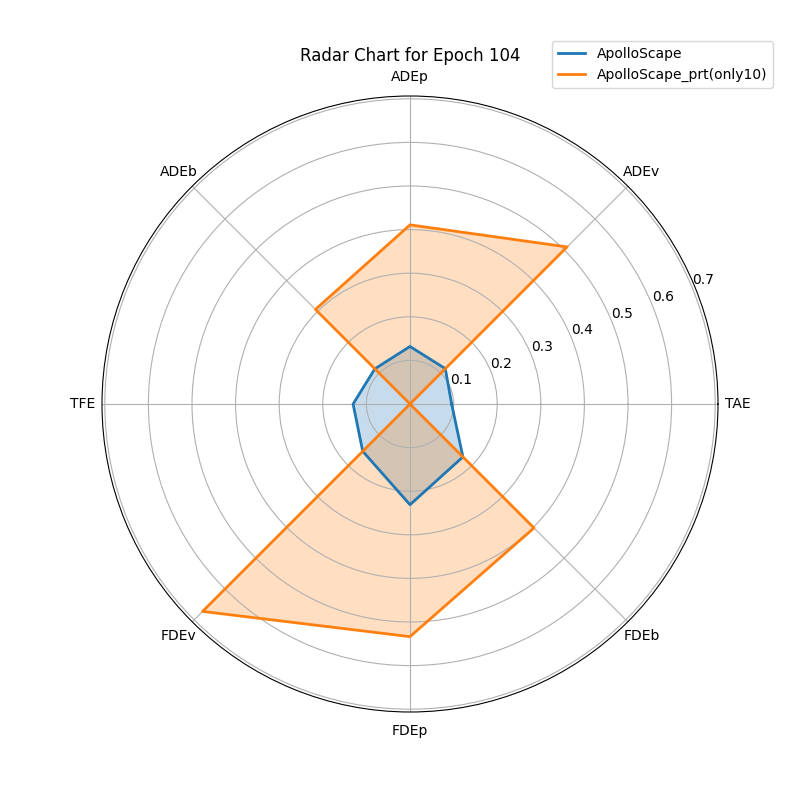 Radar Chart for Epoch 104
ApolloScape
ApolloScape_prt(only10)
ADEp
ADEb
ADEv
0.7
0.6
0.5
0.4
0.3
0.2
0.1
TFE
TAE
FDEv
FDEb
FDEp